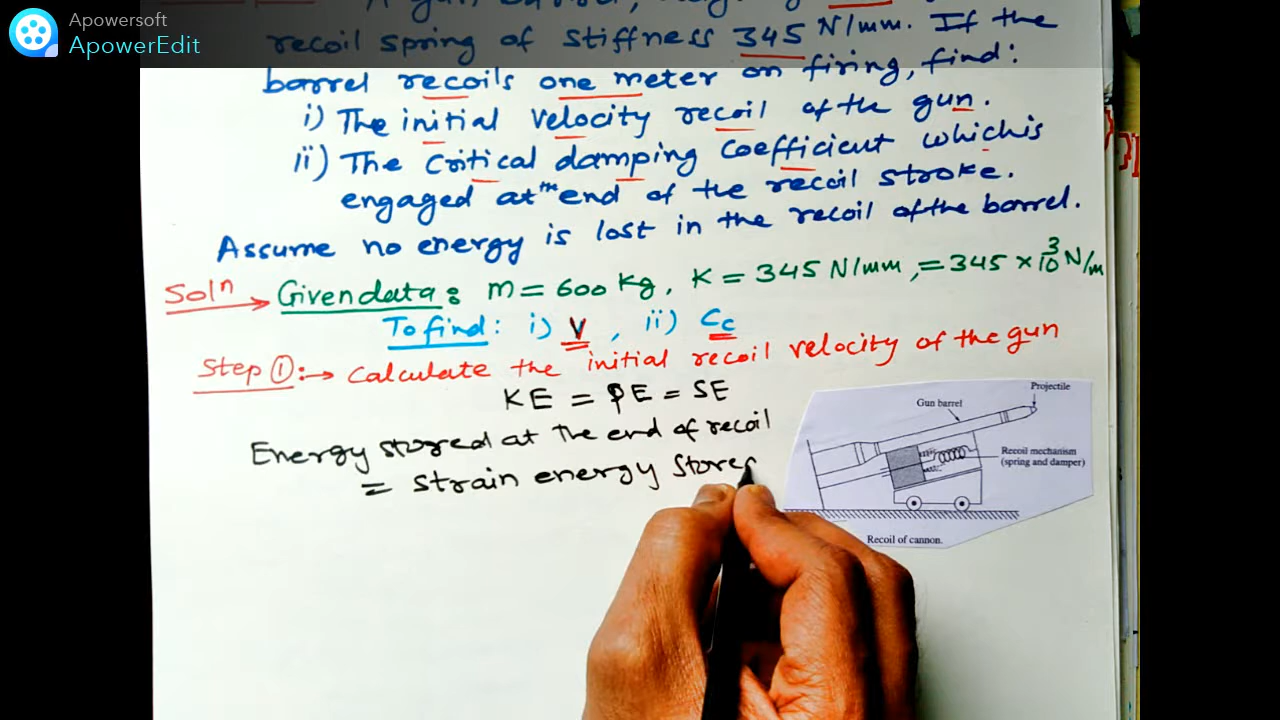 Apowersoft
ApowerEdit
recoil spring of stiffness 345 N/mm. If the
barrel recoils one meter on firing, find:
i) The initial velocity recoil of the gun.
ii) The critical damping coefficient which is
engaged at the end of the recoil stroke.
Assume no energy is lost in the recoil of the barrel.
Soln → Given data: m = 600 kg, K = 345 N/mm, = 345 × 10³ N/m
To find: i) V, ii) Cc
Step ①:→ Calculate the initial recoil velocity of the gun
KE = PE = SE
Energy stored at the end of recoil
= strain energy store
Projectile
Gun barrel
Recoil mechanism
(spring and damper)
Recoil of cannon.